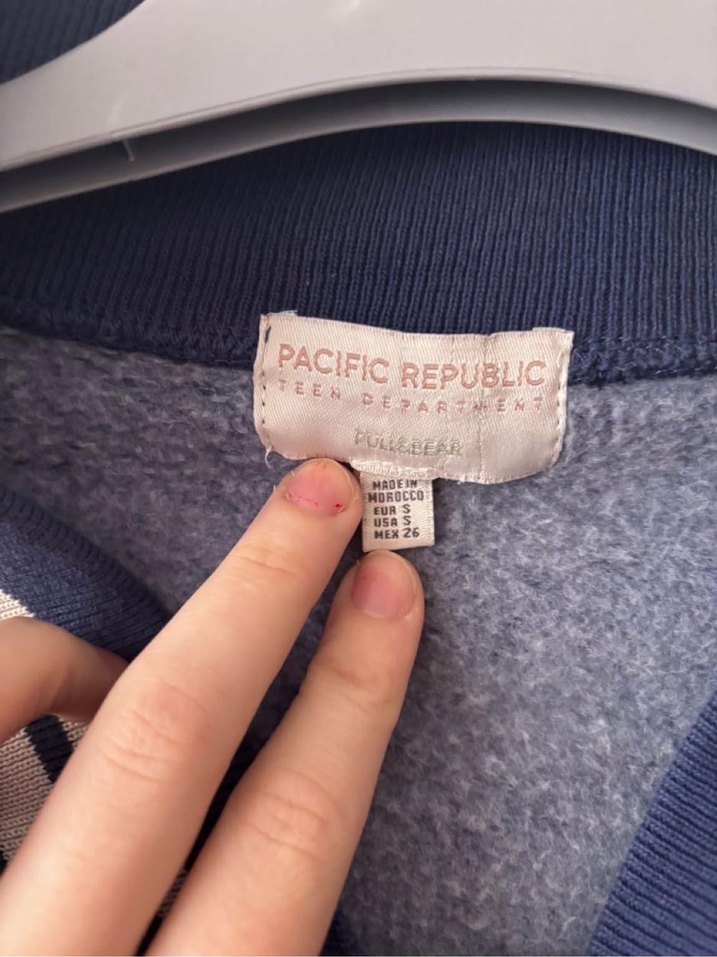 PACIFIC REPUBLIC
TEEN DEPARTMENT
PULL&BEAR
MADE IN
MOROCCO
EUR S
USA S
MEX 26